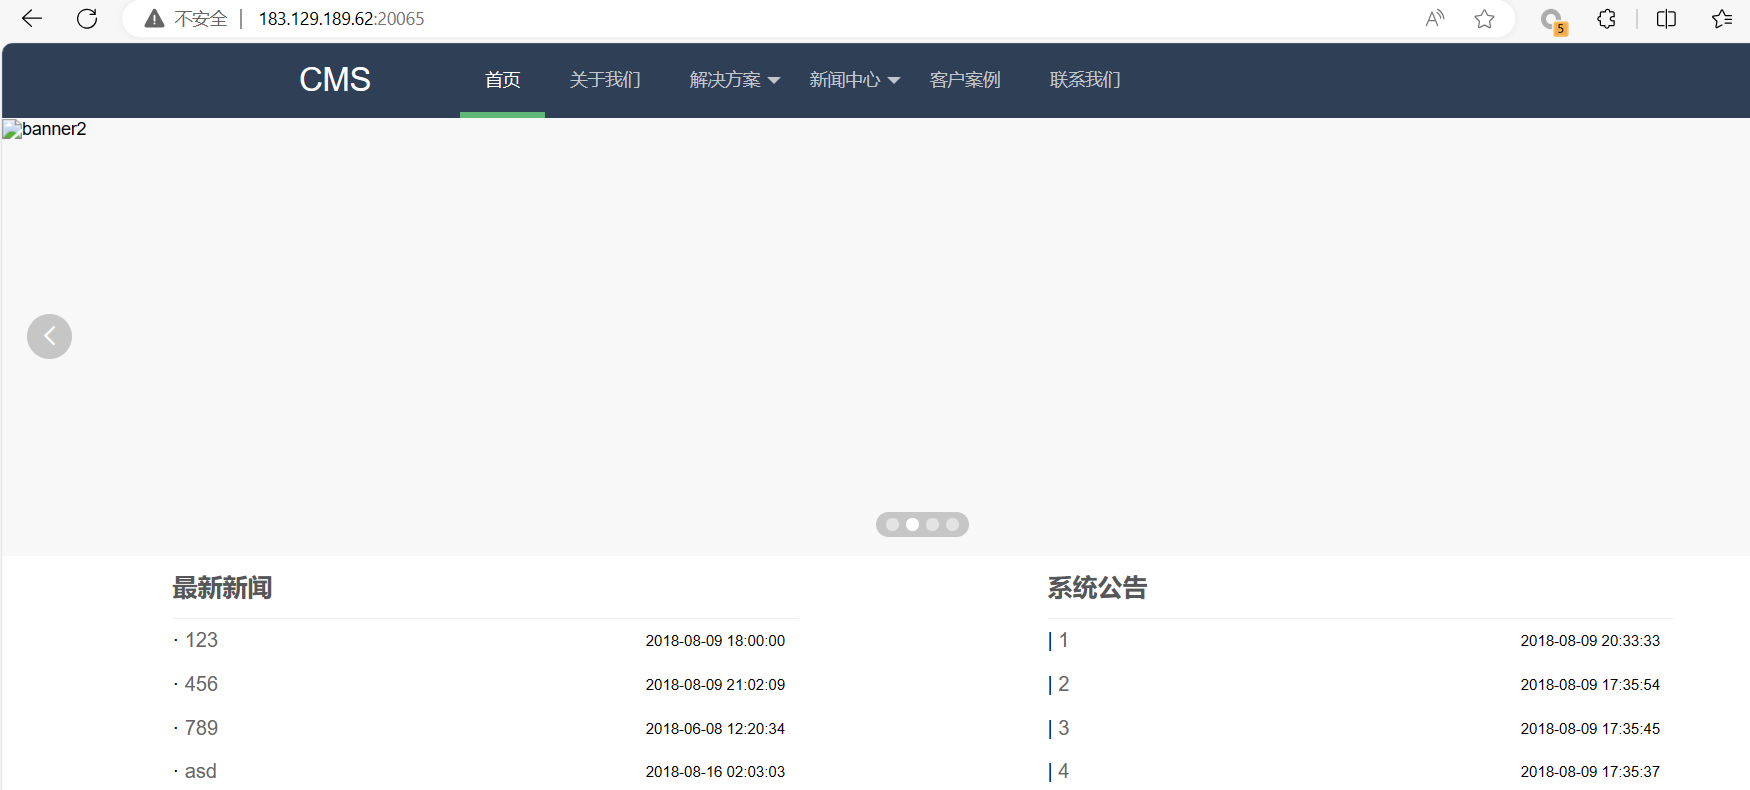 不安全 183.129.189.62:20065
5
CMS 首页 关于我们 解决方案 新闻中心 客户案例 联系我们
banner2
最新新闻
· 123 2018-08-09 18:00:00
· 456 2018-08-09 21:02:09
· 789 2018-06-08 12:20:34
· asd 2018-08-16 02:03:03
系统公告
| 1 2018-08-09 20:33:33
| 2 2018-08-09 17:35:54
| 3 2018-08-09 17:35:45
| 4 2018-08-09 17:35:37